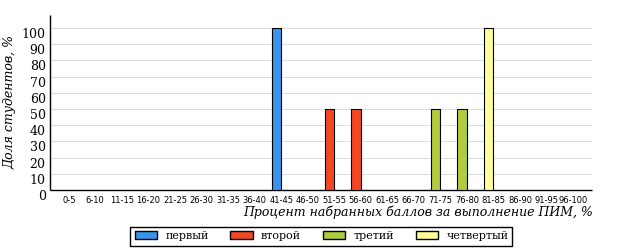 Доля студентов, %
100
90
80
70
60
50
40
30
20
10
0
0-5 6-10 11-15 16-20 21-25 26-30 31-35 36-40 41-45 46-50 51-55 56-60 61-65 66-70 71-75 76-80 81-85 86-90 91-95 96-100
Процент набранных баллов за выполнение ПИМ, %
первый второй третий четвертый